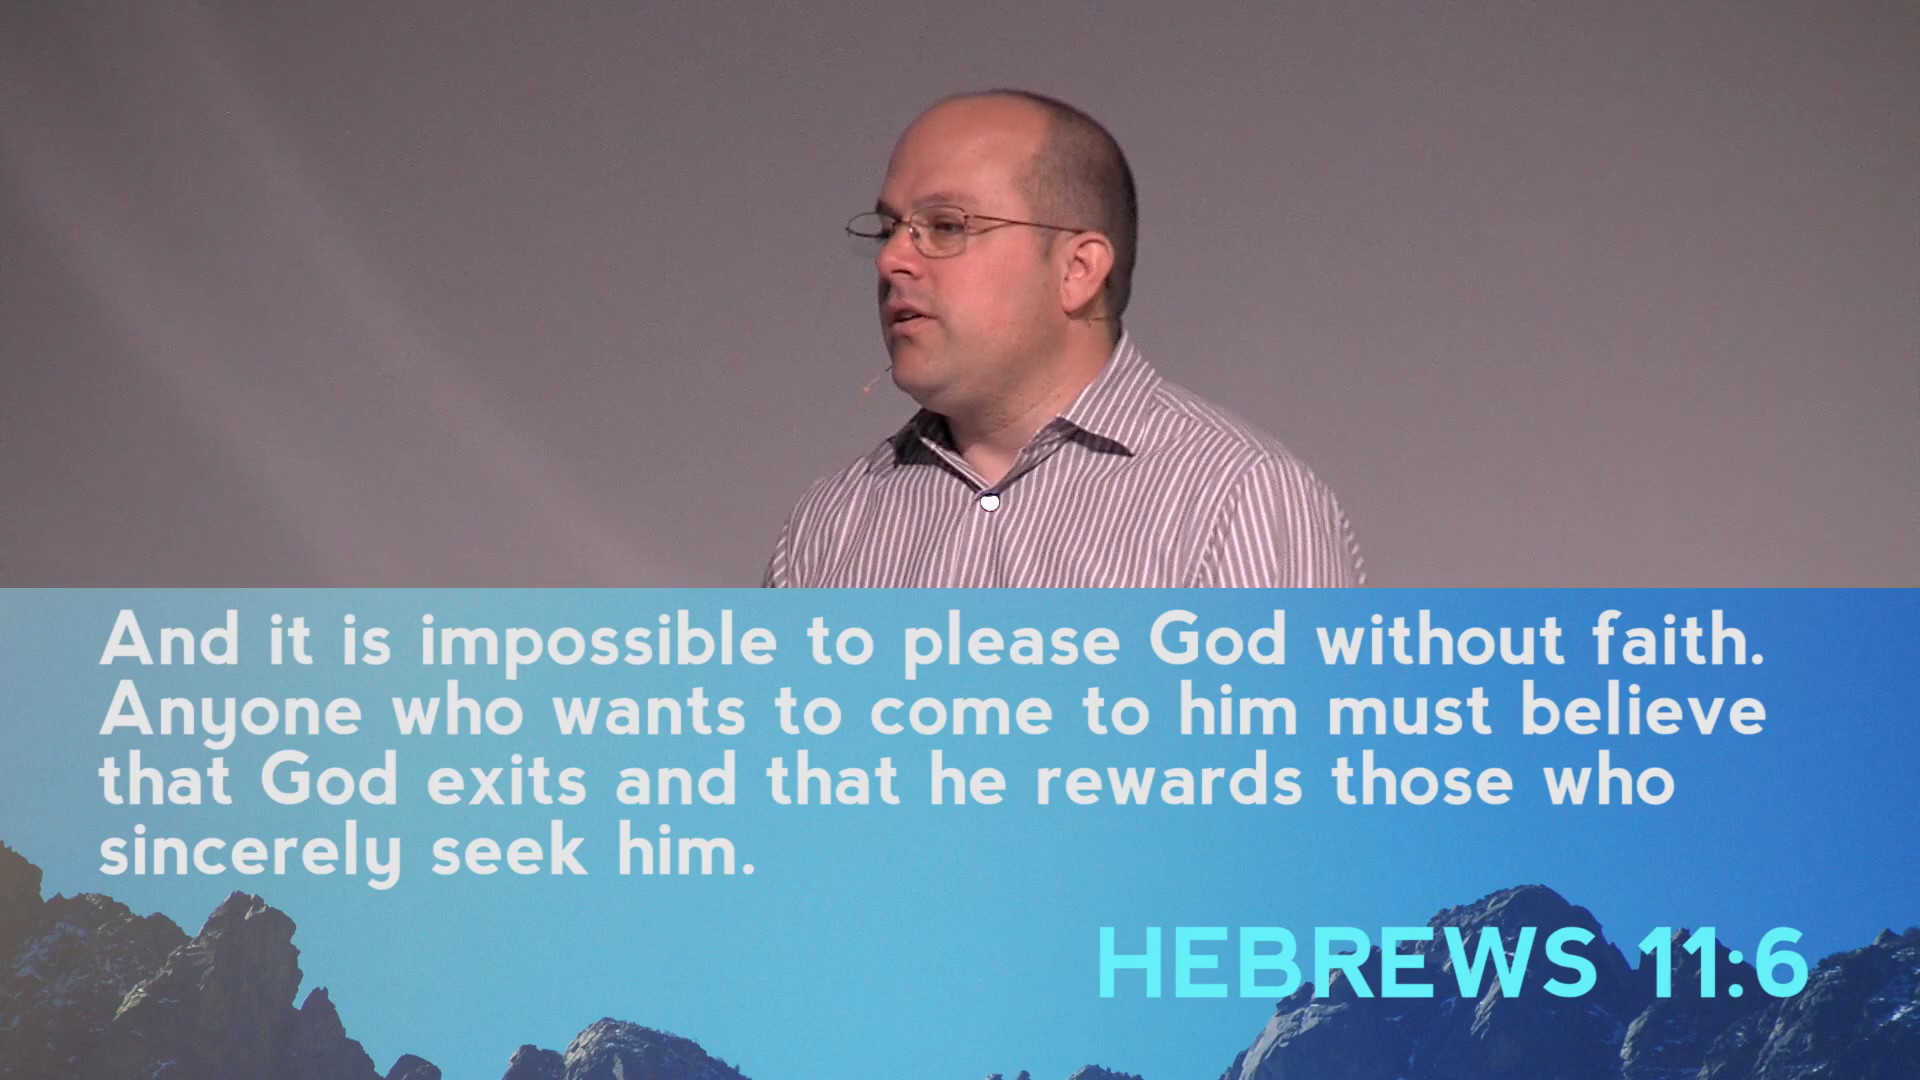 And it is impossible to please God without faith.
Anyone who wants to come to him must believe
that God exits and that he rewards those who
sincerely seek him.
HEBREWS 11:6